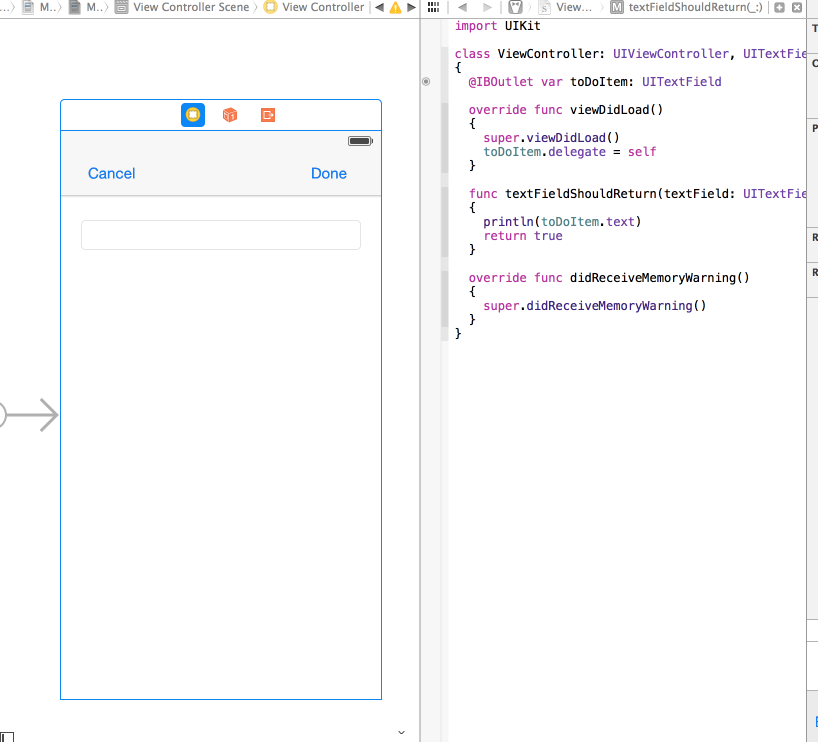 ...〉 M...〉 M...〉 View Controller Scene 〉 View Controller
View... 〉 M textFieldShouldReturn(_:)
Cancel
Done
import UIKit
class ViewController: UIViewController, UITextFie
{
@IBOutlet var toDoItem: UITextField
override func viewDidLoad()
{
super.viewDidLoad()
toDoItem.delegate = self
}
func textFieldShouldReturn(textField: UITextFie
{
println(toDoItem.text)
return true
}
override func didReceiveMemoryWarning()
{
super.didReceiveMemoryWarning()
}
}